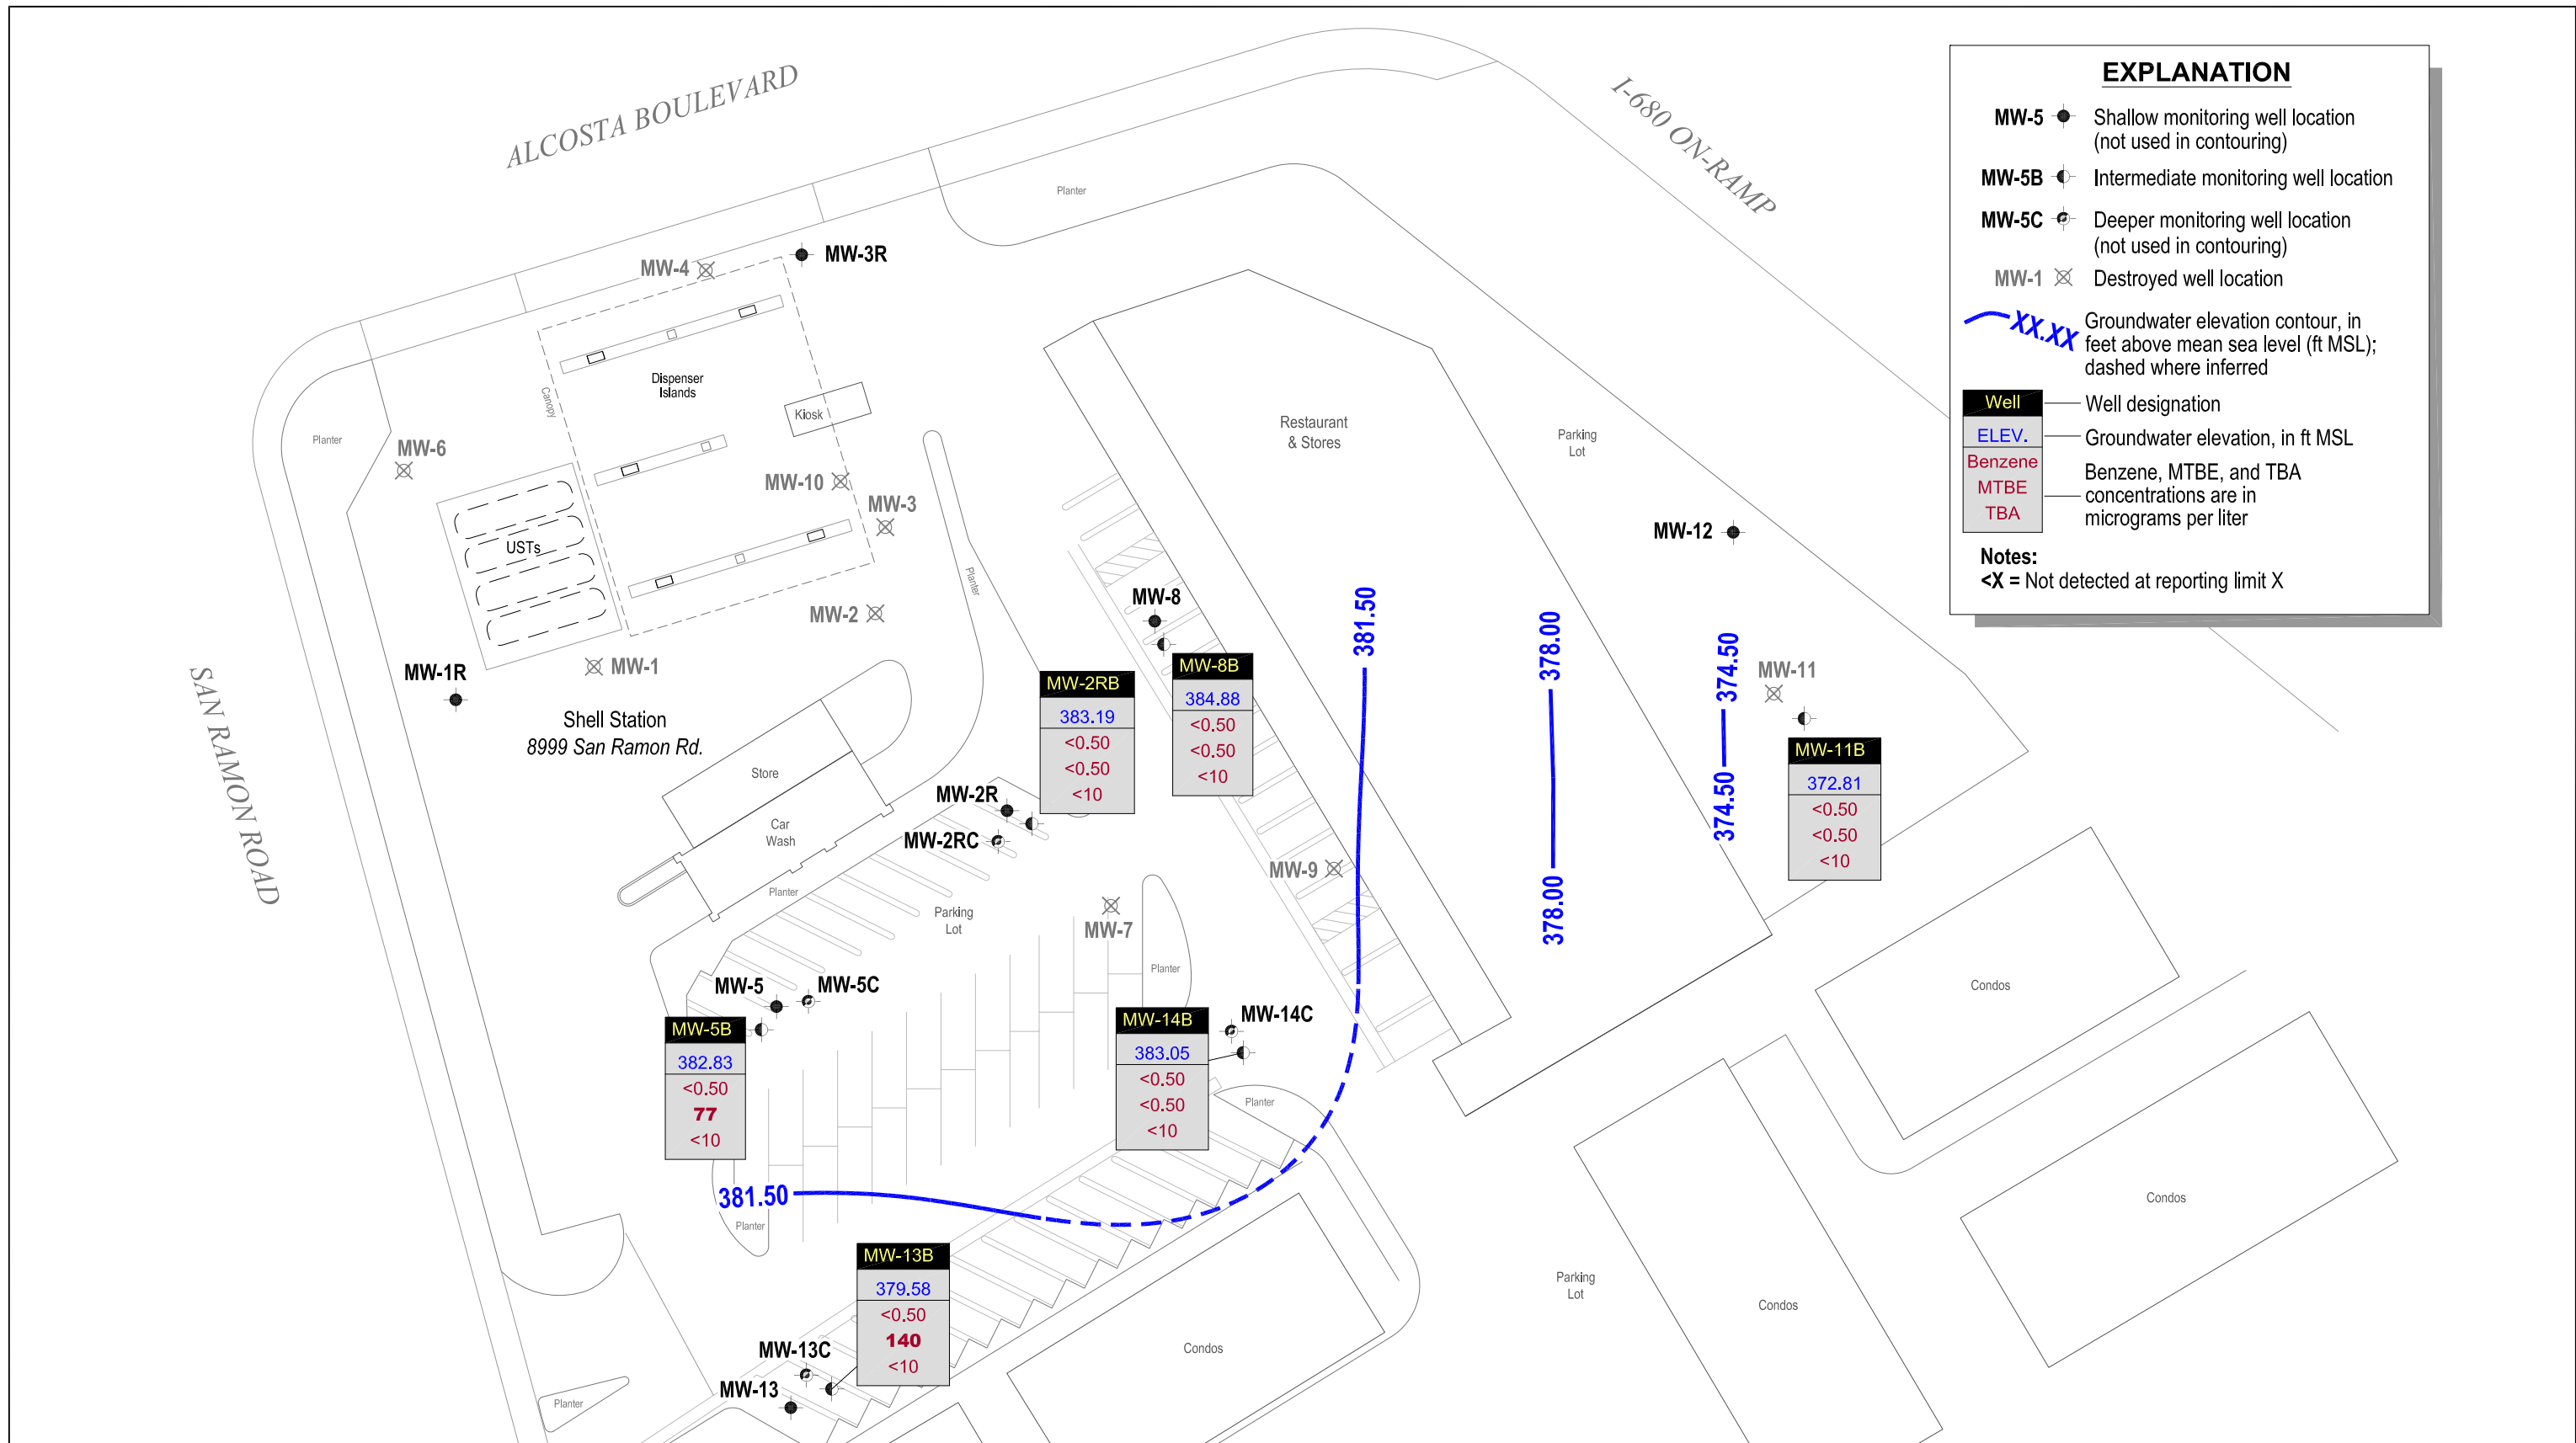 ALCOSTA BOULEVARD
I-680 ON-RAMP
SAN RAMON ROAD
EXPLANATION
MW-5 Shallow monitoring well location
(not used in contouring)
MW-5B Intermediate monitoring well location
MW-5C Deeper monitoring well location
(not used in contouring)
MW-1 Destroyed well location
XX.XX Groundwater elevation contour, in
feet above mean sea level (ft MSL);
dashed where inferred
Well Well designation
ELEV. Groundwater elevation, in ft MSL
Benzene
MTBE
TBA
Benzene, MTBE, and TBA
concentrations are in
micrograms per liter
Notes:
<X = Not detected at reporting limit X
Planter
MW-4
MW-3R
Canopy
Dispenser
Islands
Kiosk
Planter
MW-6
USTs
MW-10
MW-3
Planter
MW-2
MW-1
MW-1R
Shell Station
8999 San Ramon Rd.
Store
Car
Wash
Planter
Restaurant
& Stores
Parking
Lot
MW-12
MW-8
MW-8B
384.88
<0.50
<0.50
<10
MW-2RB
383.19
<0.50
<0.50
<10
381.50
378.00
378.00
374.50
374.50
MW-11
MW-11B
372.81
<0.50
<0.50
<10
MW-2R
MW-2RC
MW-9
Parking
Lot
MW-7
Planter
MW-5
MW-5C
MW-5B
382.83
<0.50
77
<10
MW-14B
383.05
<0.50
<0.50
<10
MW-14C
Planter
381.50
Planter
MW-13B
379.58
<0.50
140
<10
MW-13C
MW-13
Planter
Condos
Condos
Condos
Parking
Lot
Condos